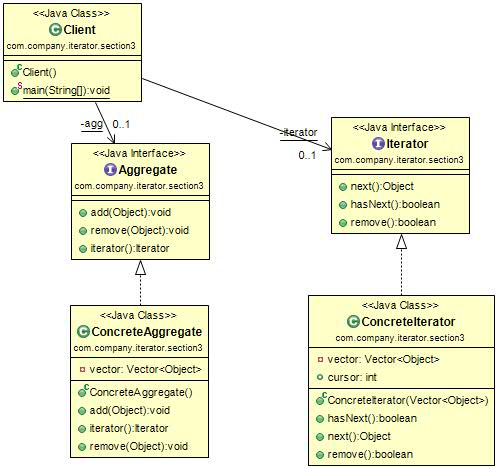 <<Java Class>>
Client
com.company.iterator.section3
Client()
main(String[]):void
-agg
0..1
-iterator
0..1
<<Java Interface>>
Aggregate
com.company.iterator.section3
add(Object):void
remove(Object):void
iterator():Iterator
<<Java Interface>>
Iterator
com.company.iterator.section3
next():Object
hasNext():boolean
remove():boolean
<<Java Class>>
ConcreteAggregate
com.company.iterator.section3
vector: Vector<Object>
ConcreteAggregate()
add(Object):void
iterator():Iterator
remove(Object):void
<<Java Class>>
ConcreteIterator
com.company.iterator.section3
vector: Vector<Object>
cursor: int
ConcreteIterator(Vector<Object>)
hasNext():boolean
next():Object
remove():boolean